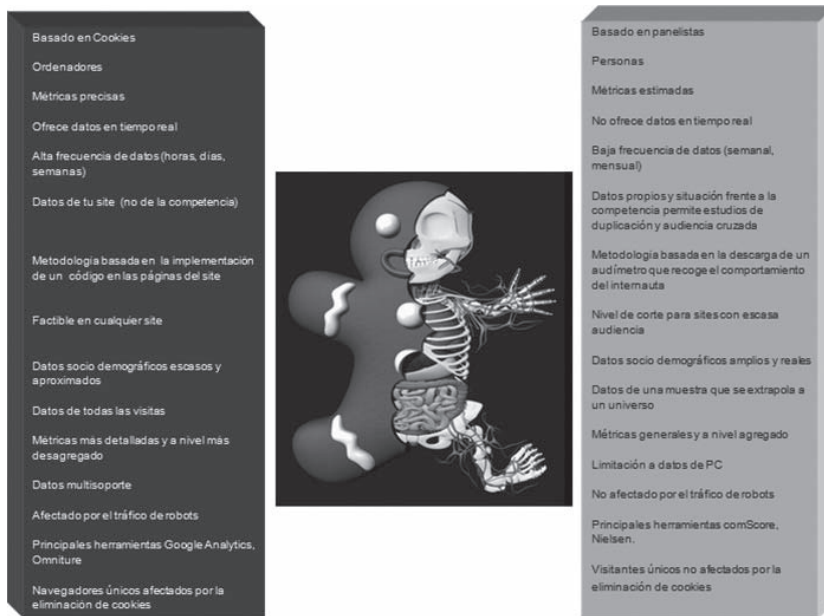 Basado en Cookies
Ordenadores
Métricas precisas
Ofrece datos en tiempo real
Alta frecuencia de datos (horas, días,
semanas)
Datos de tu site (no de la competencia)
Metodología basada en la implementación
de un código en las páginas del site
Factible en cualquier site
Datos socio demográficos escasos y
aproximados
Datos de todas las visitas
Métricas más detalladas y a nivel más
desagregado
Datos multisoporte
Afectado por el tráfico de robots
Principales herramientas Google Analytics,
Omniture
Navegadores únicos afectados por la
eliminación de cookies
Basado en panelistas
Personas
Métricas estimadas
No ofrece datos en tiempo real
Baja frecuencia de datos (semanal,
mensual)
Datos propios y situación frente a la
competencia permite estudios de
duplicación y audiencia cruzada
Metodología basada en la descarga de un
audímetro que recoge el comportamiento
del internauta
Nivel de corte para sites con escasa
audiencia
Datos socio demográficos amplios y reales
Datos de una muestra que se extrapola a
un universo
Métricas generales y a nivel agregado
Limitación a datos de PC
No afectado por el tráfico de robots
Principales herramientas comScore,
Nielsen.
Visitantes únicos no afectados por la
eliminación de cookies